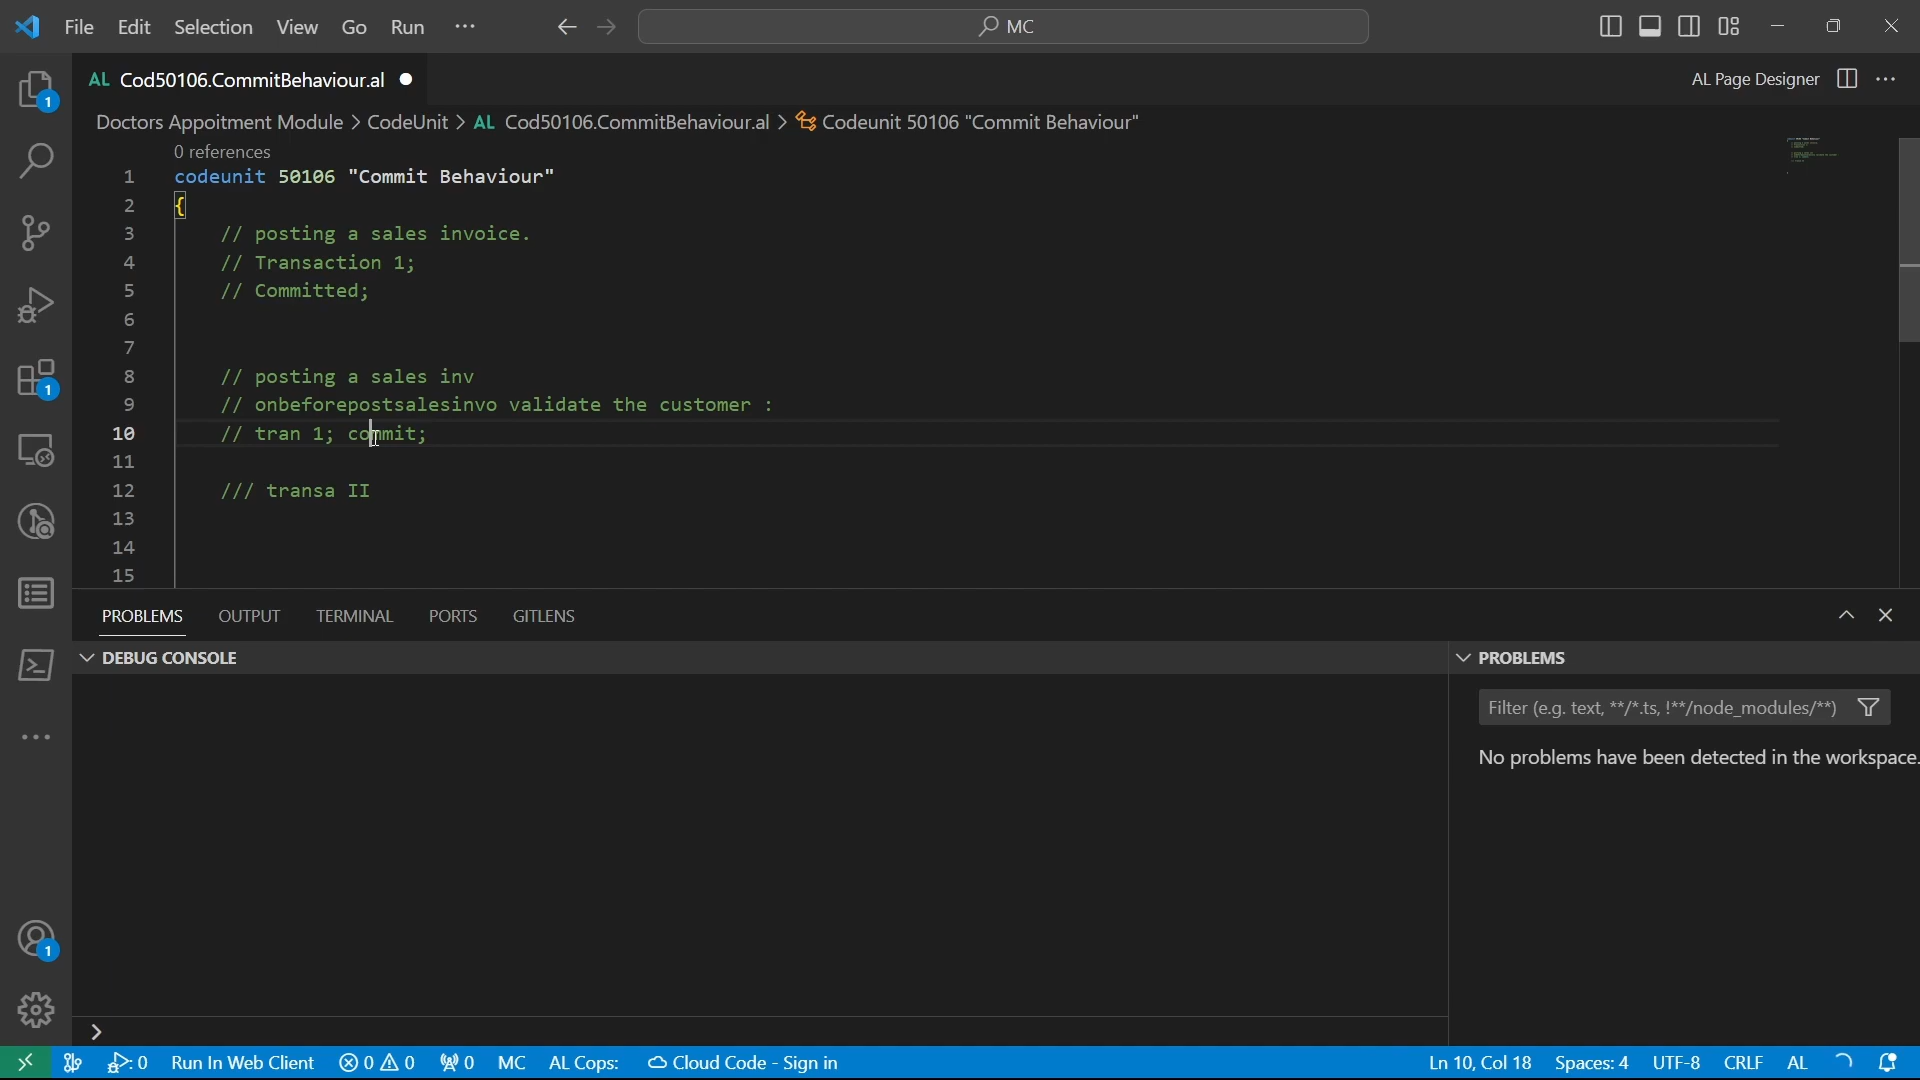 File Edit Selection View Go Run ··· MC
AL Cod50106.CommitBehaviour.al AL Page Designer
Doctors Appoitment Module > CodeUnit > AL Cod50106.CommitBehaviour.al > Codeunit 50106 "Commit Behaviour"
0 references
1 codeunit 50106 "Commit Behaviour"
2 {
3 // posting a sales invoice.
4 // Transaction 1;
5 // Committed;
6
7
8 // posting a sales inv
9 // onbeforepostsalesinvo validate the customer :
10 // tran 1; commit;
11
12 /// transa II
13
14
15
PROBLEMS OUTPUT TERMINAL PORTS GITLENS
DEBUG CONSOLE
PROBLEMS
Filter (e.g. text, **/*.ts, !**/node_modules/**)
No problems have been detected in the workspace.
1
1
1
>
: 0 Run In Web Client 0 0 0 MC AL Cops: Cloud Code - Sign in Ln 10, Col 18 Spaces: 4 UTF-8 CRLF AL